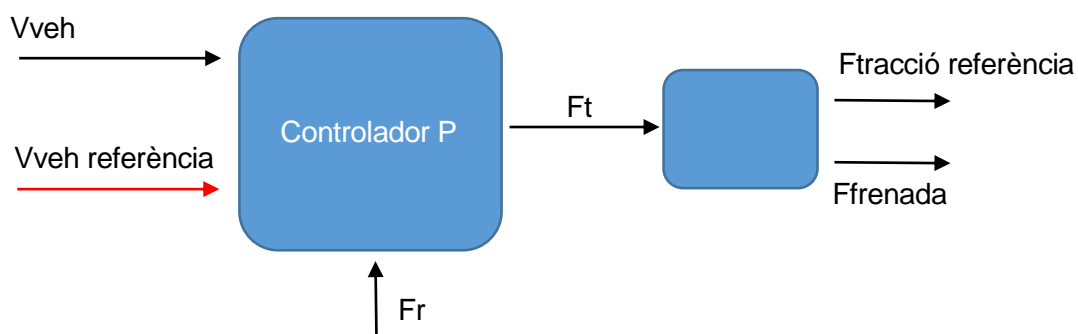 Vveh
Ftracció referència
Ft
Controlador P
Vveh referència
Ffrenada
Fr